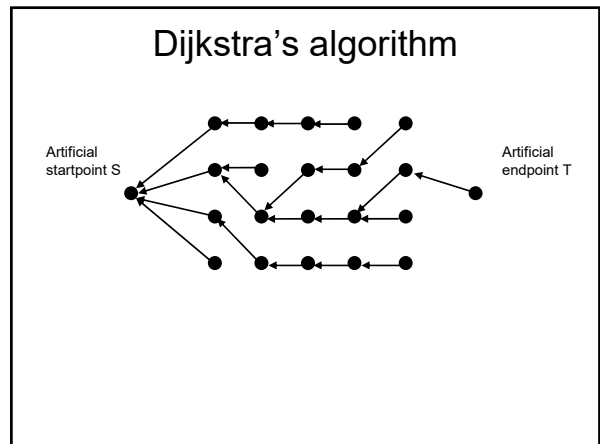 Dijkstra's algorithm
Artificial
startpoint S
Artificial
endpoint T